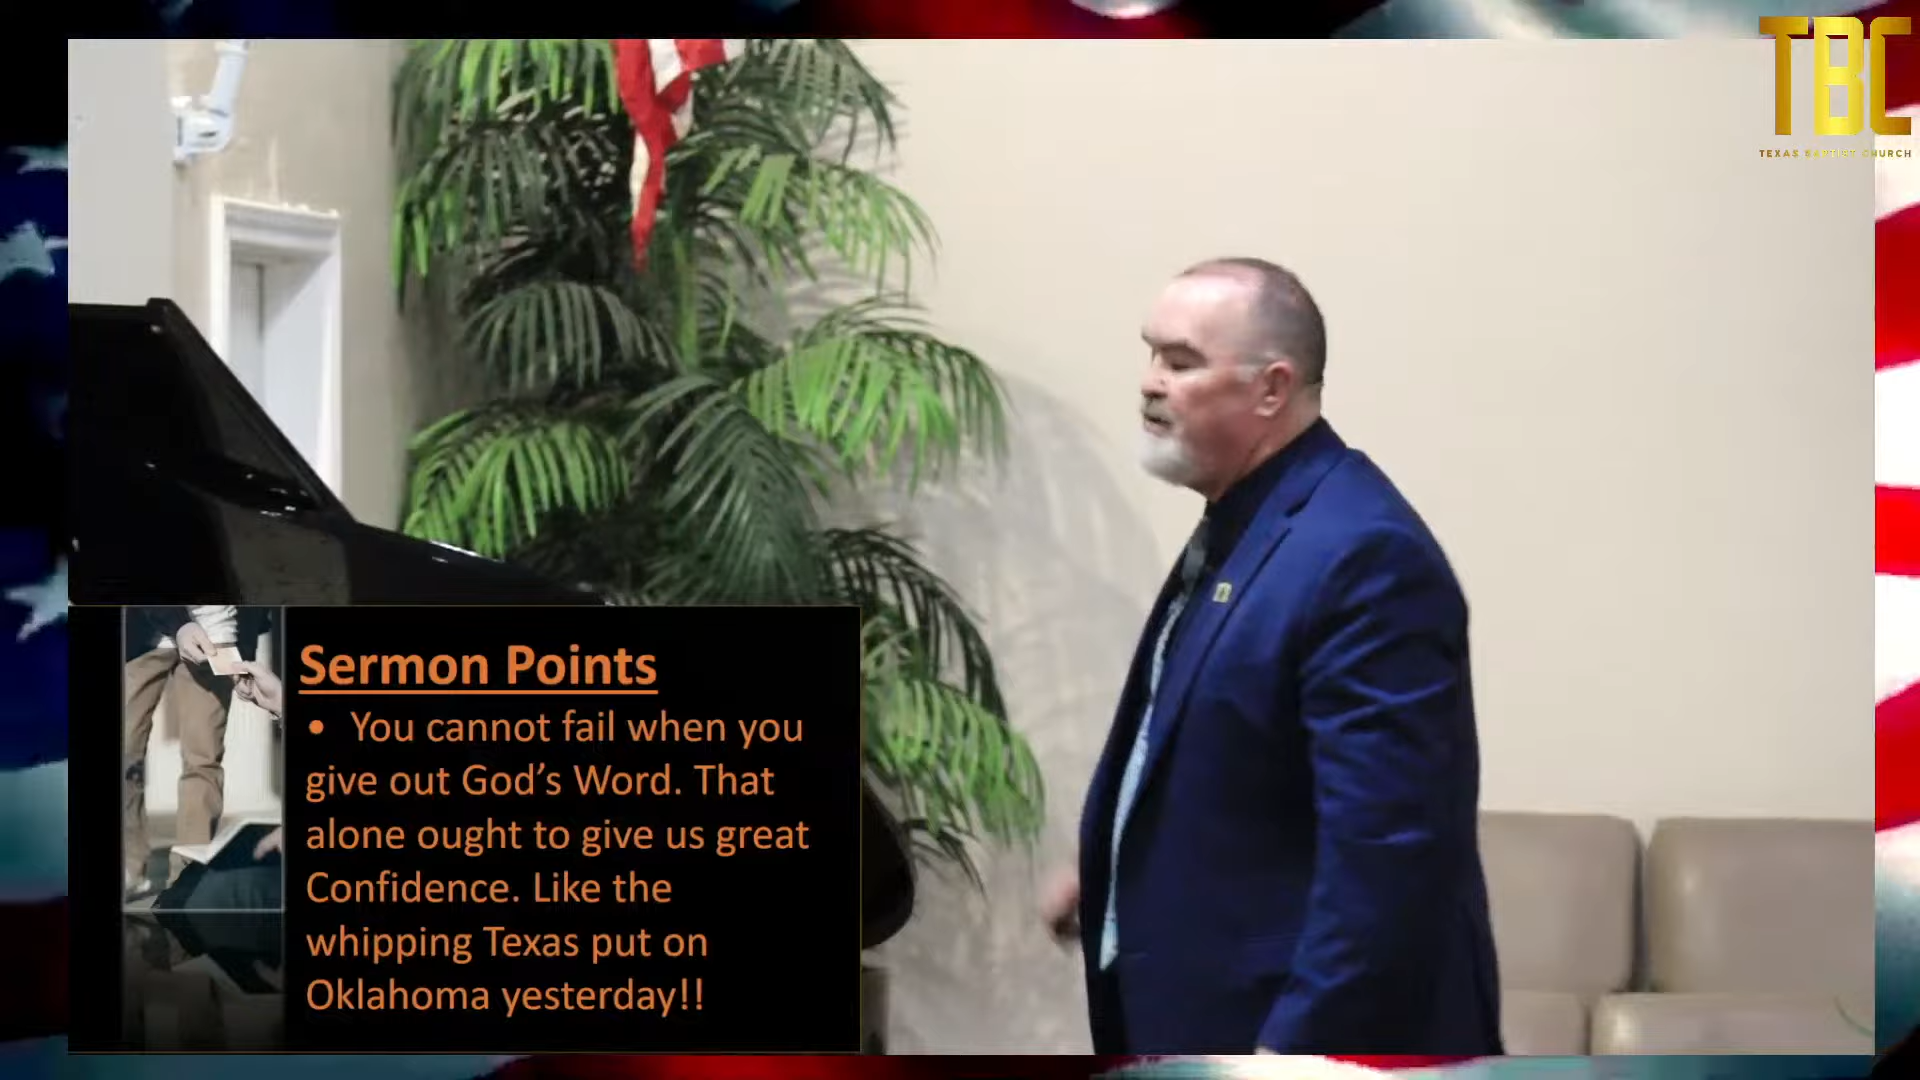 TBC
TEXAS BAPTIST CHURCH
Sermon Points
• You cannot fail when you
give out God’s Word. That
alone ought to give us great
Confidence. Like the
whipping Texas put on
Oklahoma yesterday!!